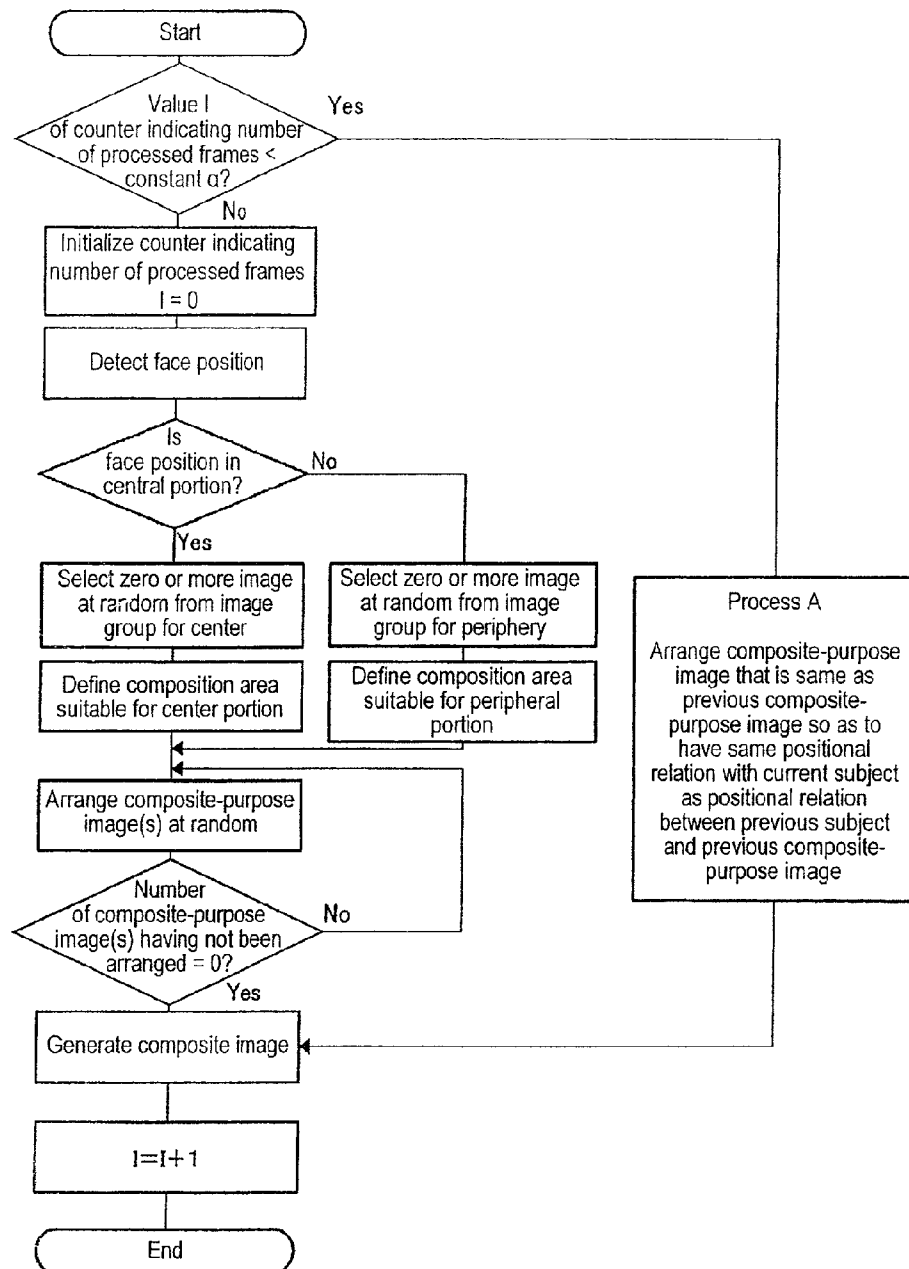 Start
Value I
of counter indicating number
of processed frames <
constant α?
Yes
No
Initialize counter indicating
number of processed frames
I = 0
Detect face position
Is
face position in
central portion?
No
Yes
Select zero or more image
at random from image
group for center
Select zero or more image
at random from image
group for periphery
Define composition area
suitable for center portion
Define composition area
suitable for peripheral
portion
Process A
Arrange composite-purpose
image that is same as
previous composite-
purpose image so as to
have same positional
relation with current subject
as positional relation
between previous subject
and previous composite-
purpose image
Arrange composite-purpose
image(s) at random
Number
of composite-purpose
image(s) having not been
arranged = 0?
No
Yes
Generate composite image
I=I+1
End